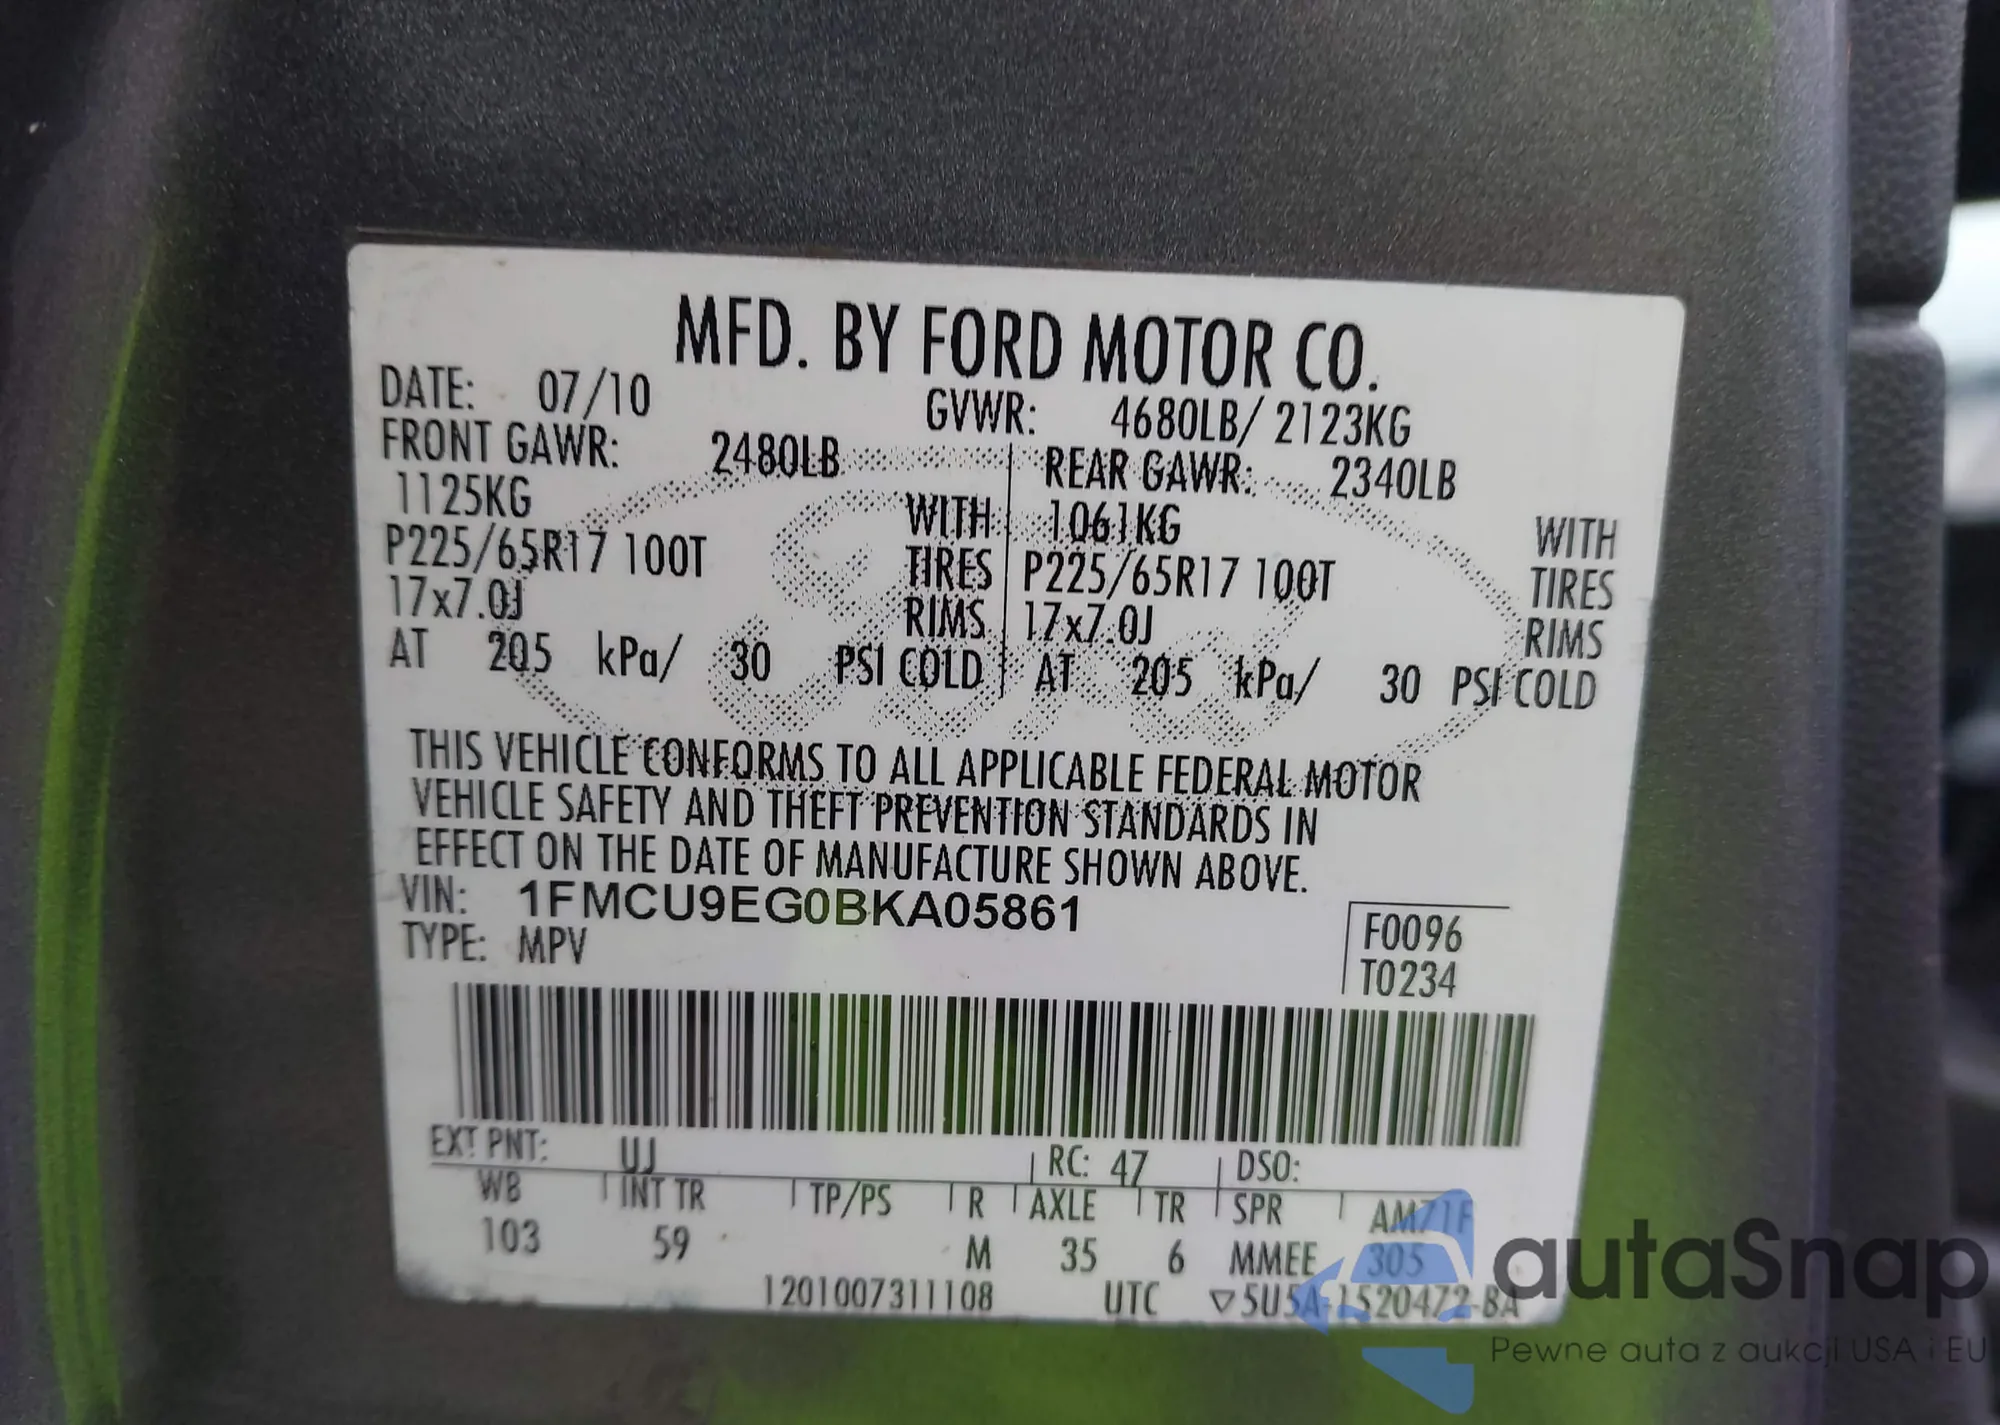 MFD. BY FORD MOTOR CO.
DATE: 07/10 GVWR: 4680LB/ 2123KG
FRONT GAWR: 2480LB REAR GAWR: 2340LB
1125KG WITH 1061KG WITH
P225/65R17 100T TIRES P225/65R17 100T TIRES
17x7.0J RIMS 17x7.0J RIMS
AT 205 kPa/ 30 PSI COLD AT 205 kPa/ 30 PSI COLD
THIS VEHICLE CONFORMS TO ALL APPLICABLE FEDERAL MOTOR
VEHICLE SAFETY AND THEFT PREVENTION STANDARDS IN
EFFECT ON THE DATE OF MANUFACTURE SHOWN ABOVE.
VIN: 1FMCU9EG0BKA05861
TYPE: MPV
F0096
T0234
EXT PNT: UJ RC: 47 DSO:
WB INT TR TP/PS R AXLE TR SPR AM71F
103 59 M 35 6 MMEE 305
1201007311108 UTC ▽5U5A-1520472-BA
autaSnap
Pewne auta z aukcji USA i EU